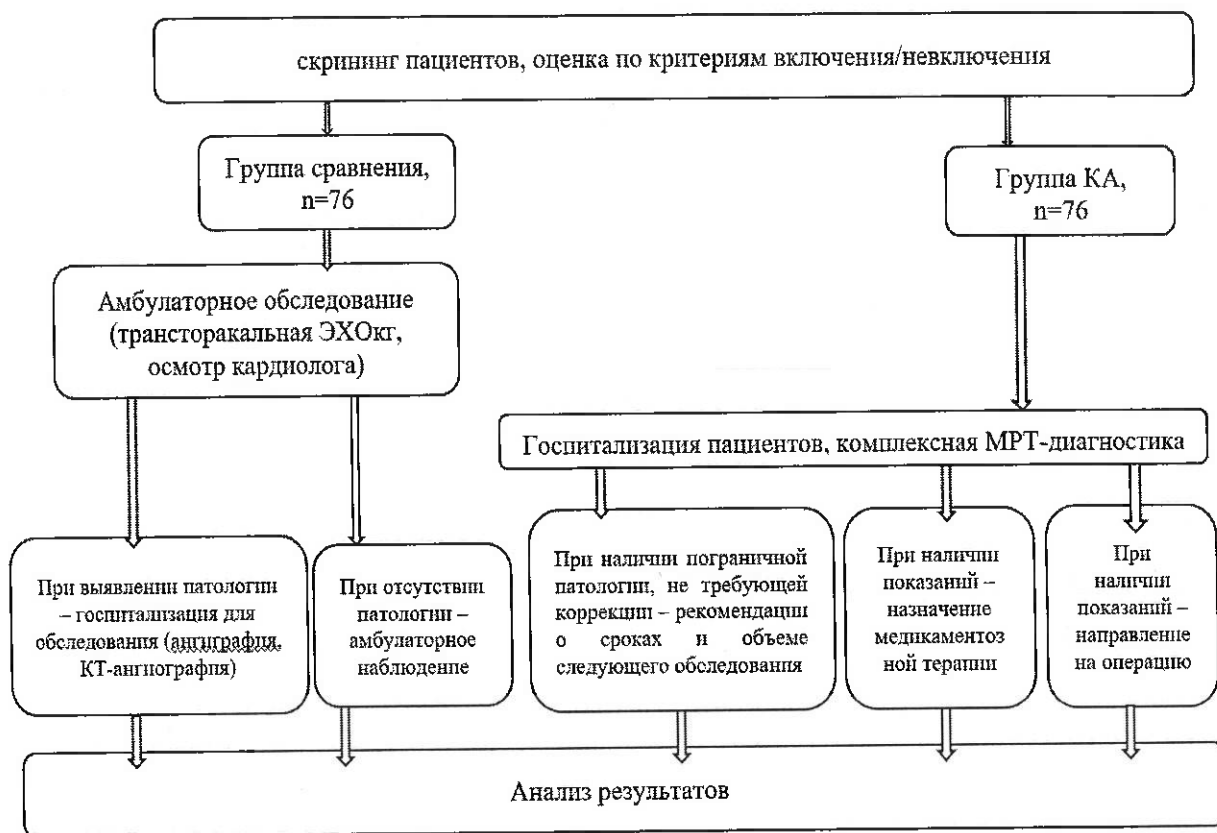 скрининг пациентов, оценка по критериям включения/невключения
Группа сравнения,
n=76
Группа КА,
n=76
Амбулаторное обследование
(трансторакальная ЭХОкг,
осмотр кардиолога)
Госпитализация пациентов, комплексная МРТ-диагностика
При выявлении патологии
– госпитализация для
обследования (ангиграфия,
КТ-ангиография)
При отсутствии
патологии –
амбулаторное
наблюдение
При наличии пограничной
патологии, не требующей
коррекции – рекомендации
о сроках и объеме
следующего обследования
При наличии
показаний –
назначение
медикаментоз
ной терапии
При
наличии
показаний –
направление
на операцию
Анализ результатов